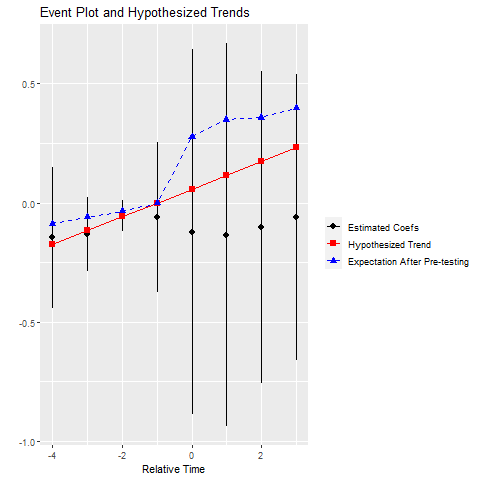 Event Plot and Hypothesized Trends
0.5
0.0
-0.5
-1.0
-4
-2
0
2
Relative Time
Estimated Coefs
Hypothesized Trend
Expectation After Pre-testing